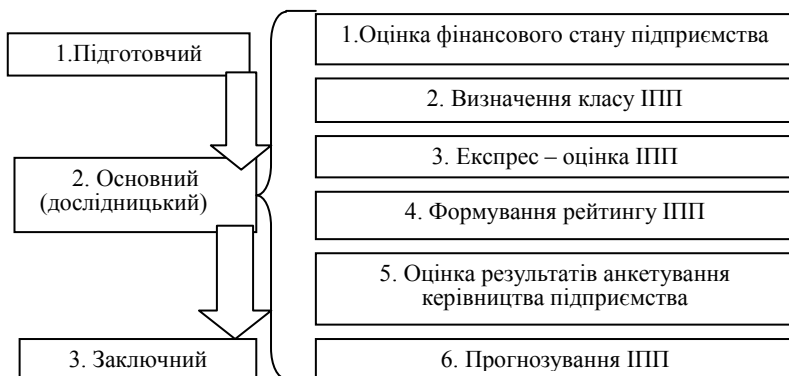 1.Підготовчий
2. Основний
(дослідницький)
3. Заключний
1.Оцінка фінансового стану підприємства
2. Визначення класу ІПП
3. Експрес – оцінка ІПП
4. Формування рейтингу ІПП
5. Оцінка результатів анкетування
керівництва підприємства
6. Прогнозування ІПП